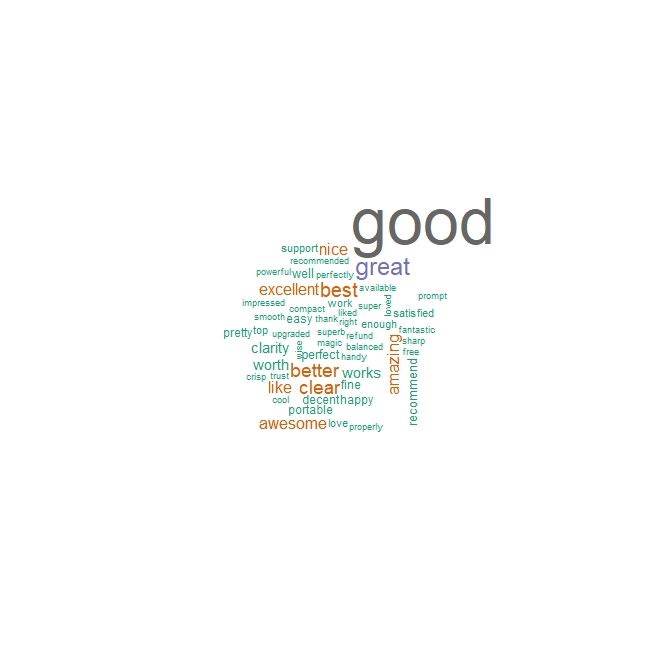 good
support nice
recommended
great
powerful well perfectly
excellent best available
impressed
prompt
compact work super loved
smooth easy thank liked satisfied
right enough
pretty top upgraded superb refund fantastic
magic sharp
clarity wise balanced amazing free
perfect handy
worth better works recommend
crisp trust
like clear fine
cool decent happy
portable
awesome love properly